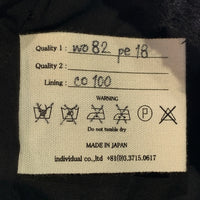 Quality 1 : wo 82 pe 18
Quality 2 :
Lining : co 100
WARNING
Do not tumble dry
MADE IN JAPAN
individual co.,ltd +81(0)3.3715.0617